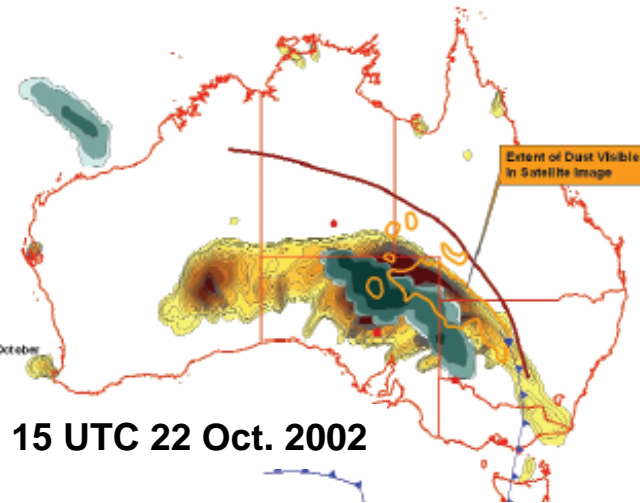 Extent of Dust Visible
In Satellite Image
October
15 UTC 22 Oct. 2002